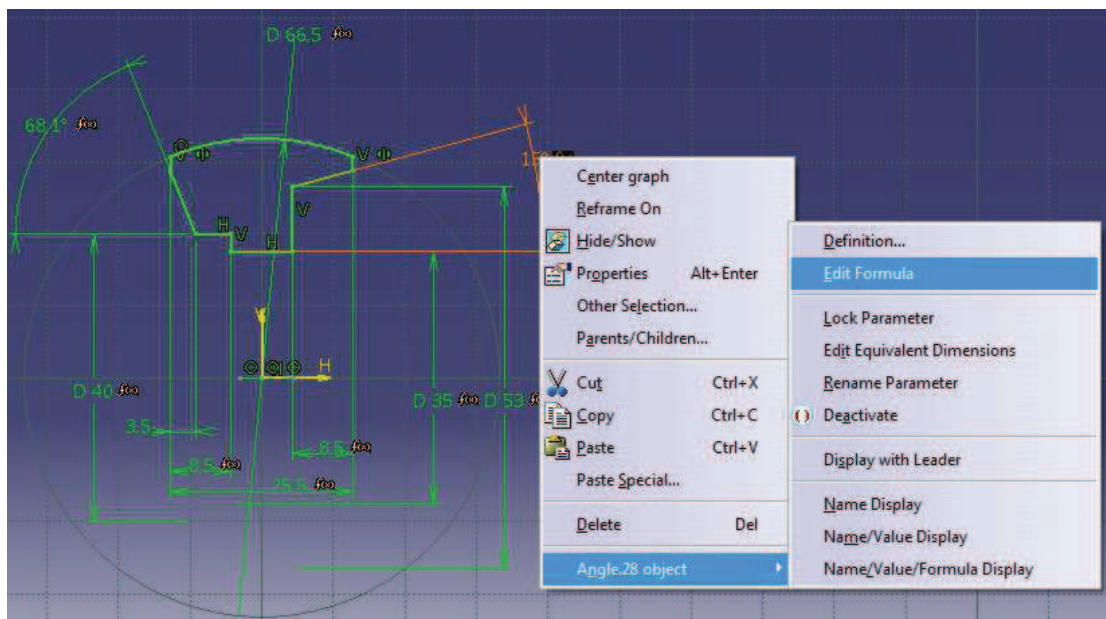 D 66,5 f(x)
68,1° f(x)
V
V
H V
V
H
V
H
D 40 f(x)
D 35 f(x) D 53
3.5
8,5 f(x)
8,5 f(x)
25,5 f(x)
Center graph
Reframe On
Hide/Show
Properties Alt+Enter
Other Selection...
Parents/Children...
Cut Ctrl+X
Copy Ctrl+C
Paste Ctrl+V
Paste Special...
Delete Del
Angle.28 object
Definition...
Edit Formula
Lock Parameter
Edit Equivalent Dimensions
Rename Parameter
Deactivate
Display with Leader
Name Display
Name/Value Display
Name/Value/Formula Display